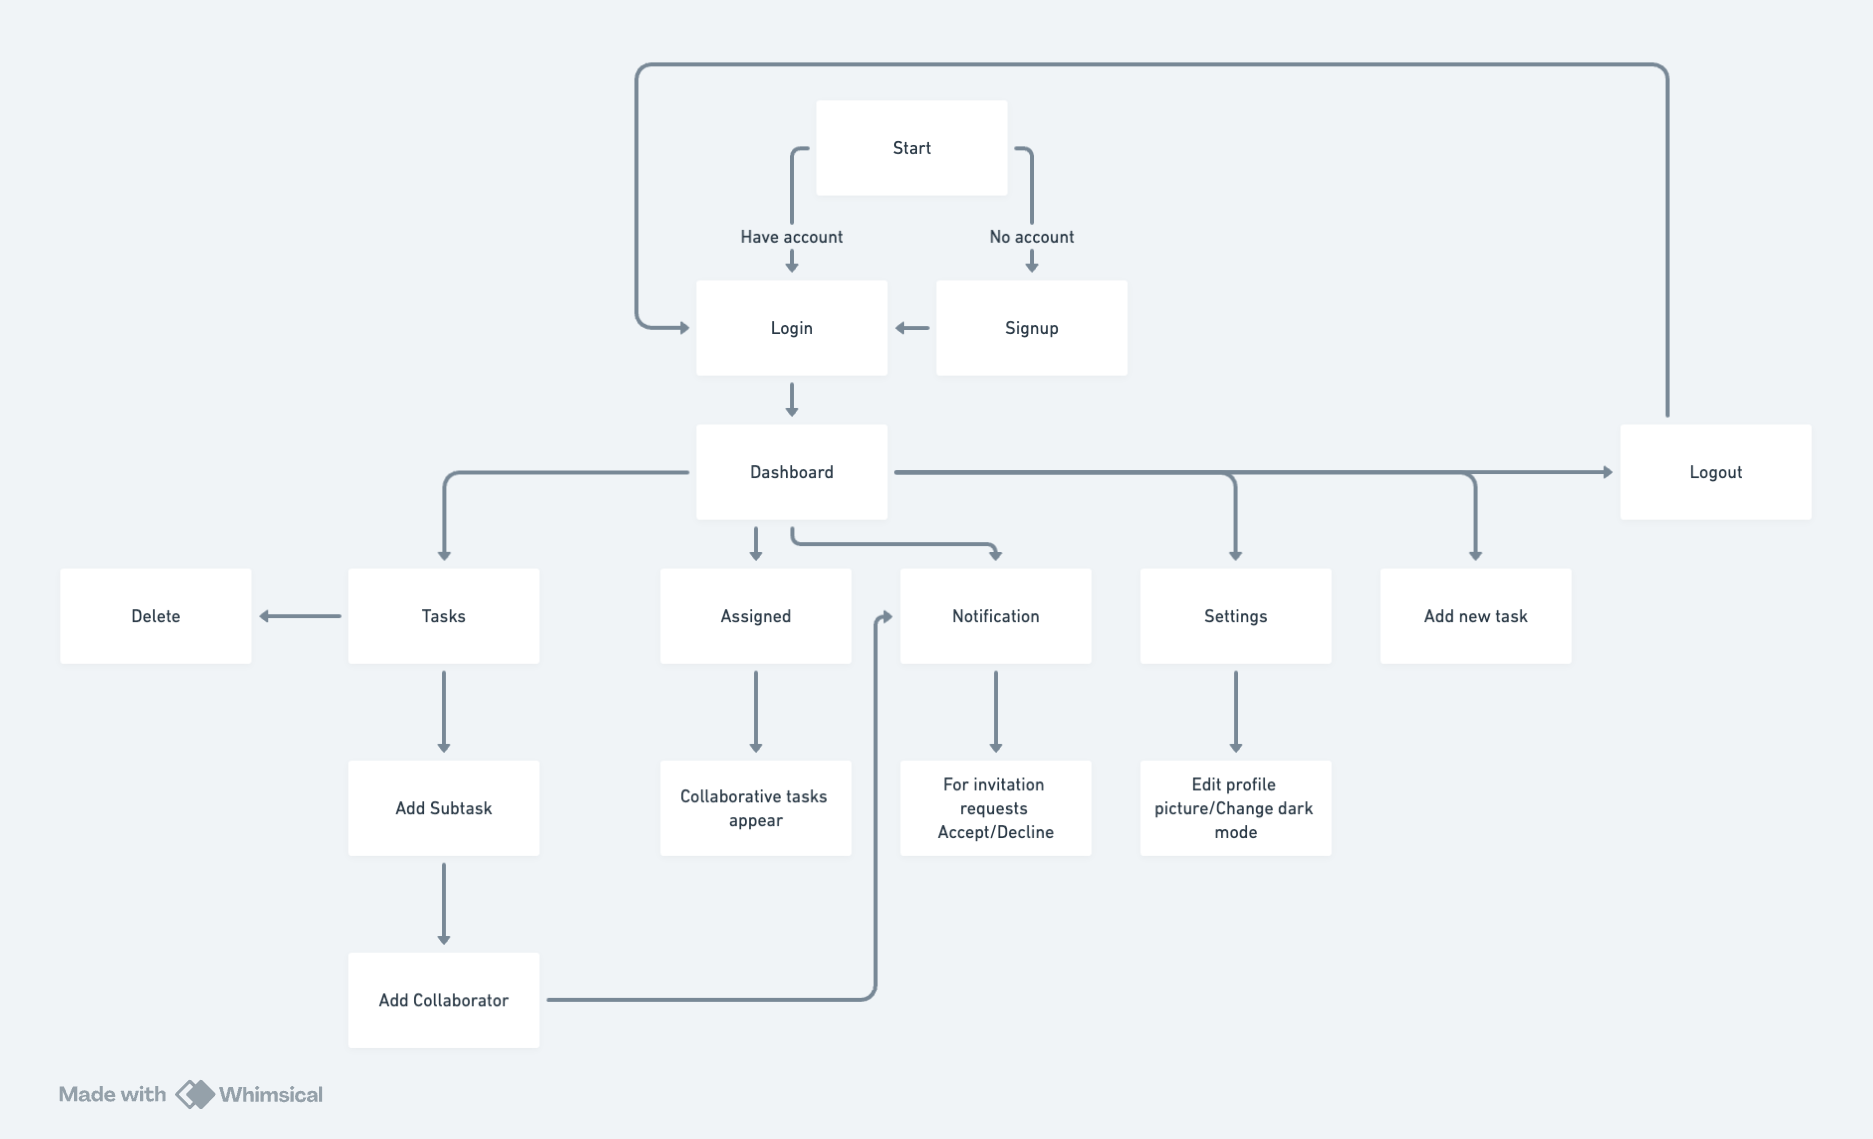 Start
Have account
No account
Login
Signup
Dashboard
Logout
Delete
Tasks
Assigned
Notification
Settings
Add new task
Add Subtask
Collaborative tasks
appear
For invitation
requests
Accept/Decline
Edit profile
picture/Change dark
mode
Add Collaborator
Made with Whimsical